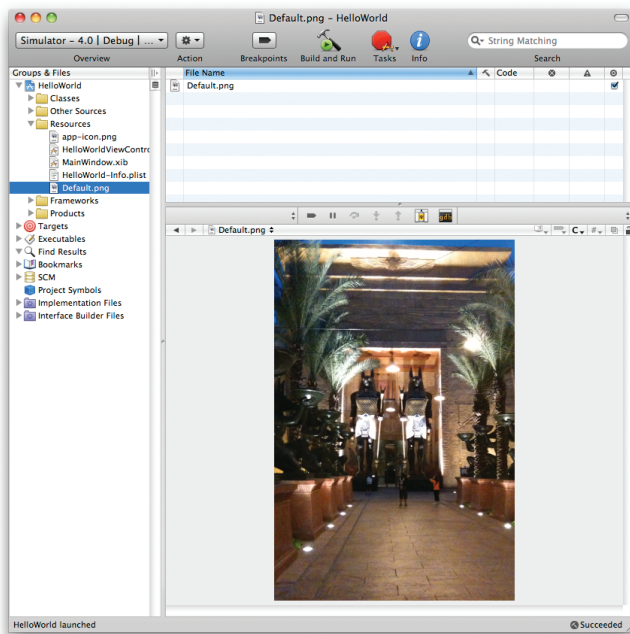 Default.png - HelloWorld
Simulator - 4.0 | Debug | ...
Overview
Action
Breakpoints
Build and Run
Tasks
Info
String Matching
Search
Groups & Files
HelloWorld
Classes
Other Sources
Resources
app-icon.png
HelloWorldViewContro
MainWindow.xib
HelloWorld-Info.plist
Default.png
Frameworks
Products
Targets
Executables
Find Results
Bookmarks
SCM
Project Symbols
Implementation Files
Interface Builder Files
File Name
Code
Default.png
gdb
Default.png
C
#
HelloWorld launched
Succeeded